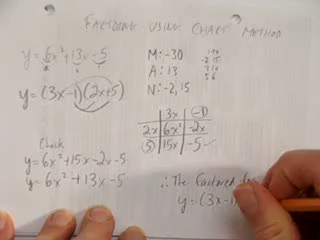 FACTORING USING CHART METHOD
y = 6x² + 13x - 5
M: -30
A: 13
N: -2, 15
y = (3x - 1)(2x + 5)
3x -1
2x 6x² -2x
5 15x -5
Check
y = 6x² + 15x - 2x - 5
y = 6x² + 13x - 5
∴ The Factored
y = (3x - 1